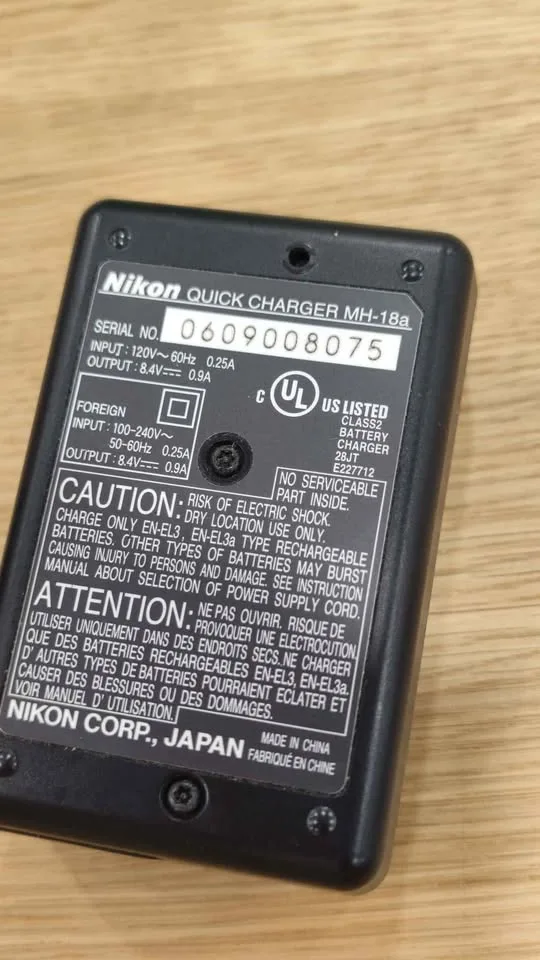 Nikon QUICK CHARGER MH-18a
SERIAL NO. 0609008075
INPUT : 120V～ 60Hz 0.25A
OUTPUT : 8.4V⎓ 0.9A
FOREIGN
INPUT: 100-240V～
50-60Hz 0.25A
OUTPUT : 8.4V⎓ 0.9A
C UL US LISTED
CLASS2
BATTERY
CHARGER
28JT
E227712
NO SERVICEABLE
PART INSIDE.
CAUTION: RISK OF ELECTRIC SHOCK.
DRY LOCATION USE ONLY.
CHARGE ONLY EN-EL3, EN-EL3a TYPE RECHARGEABLE
BATTERIES. OTHER TYPES OF BATTERIES MAY BURST
CAUSING INJURY TO PERSONS AND DAMAGE. SEE INSTRUCTION
MANUAL ABOUT SELECTION OF POWER SUPPLY CORD.
ATTENTION: NE PAS OUVRIR. RISQUE DE
PROVOQUER UNE ELECTROCUTION.
UTILISER UNIQUEMENT DANS DES ENDROITS SECS. NE CHARGER
QUE DES BATTERIES RECHARGEABLES EN-EL3, EN-EL3a.
D' AUTRES TYPES DE BATTERIES POURRAIENT ECLATER ET
CAUSER DES BLESSURES OU DES DOMMAGES.
VOIR MANUEL D' UTILISATION.
NIKON CORP., JAPAN
MADE IN CHINA
FABRIQUÉ EN CHINE